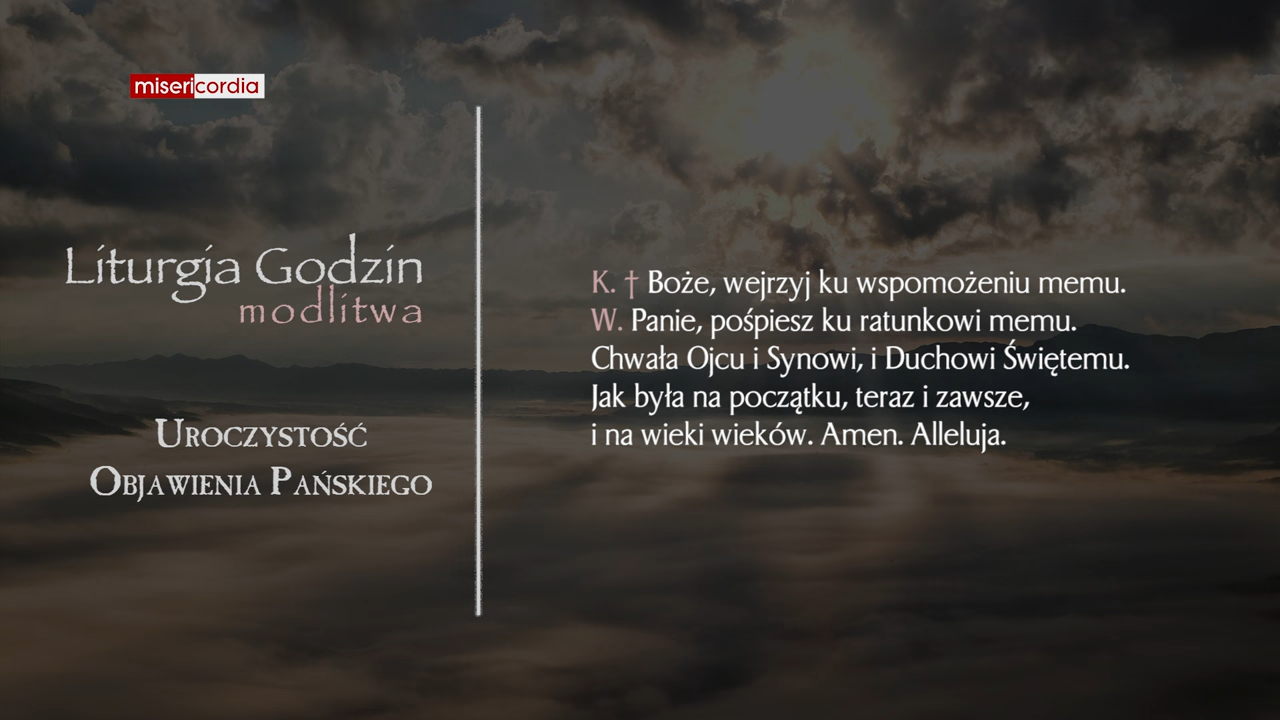 misericordia
Liturgia Godzin
modlitwa
Uroczystość
Objawienia Pańskiego
K. † Boże, wejrzyj ku wspomożeniu memu.
W. Panie, pośpiesz ku ratunkowi memu.
Chwała Ojcu i Synowi, i Duchowi Świętemu.
Jak była na początku, teraz i zawsze,
i na wieki wieków. Amen. Alleluja.